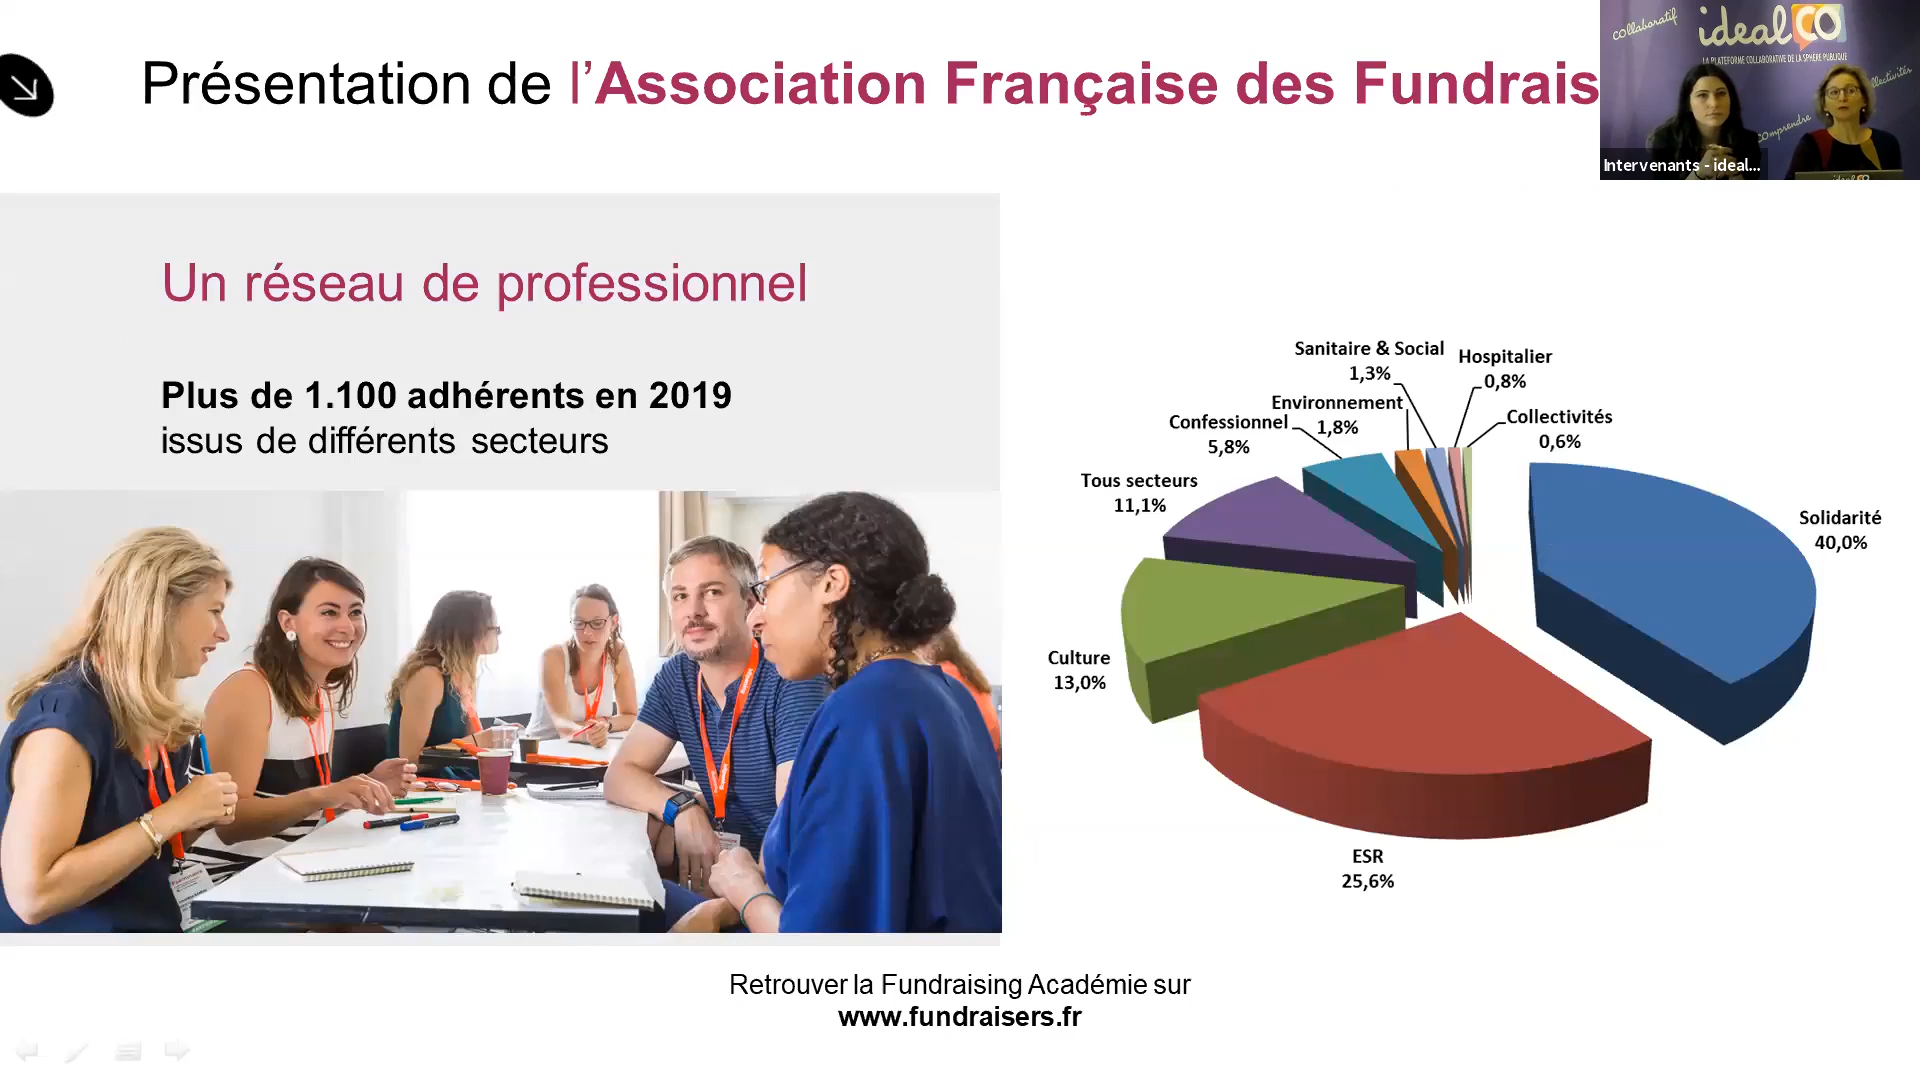 Présentation de l’Association Française des Fundrais
collaboratif
idealCO
LA PLATEFORME COLLABORATIVE DE LA SPHÈRE PUBLIQUE
llectivités
comprendre
Intervenants - ideal...
idealCO
Un réseau de professionnel
Plus de 1.100 adhérents en 2019
issus de différents secteurs
Sanitaire & Social
1,3%
Hospitalier
0,8%
Environnement
1,8%
Collectivités
0,6%
Confessionnel
5,8%
Tous secteurs
11,1%
Solidarité
40,0%
Culture
13,0%
ESR
25,6%
Retrouver la Fundraising Académie sur
www.fundraisers.fr